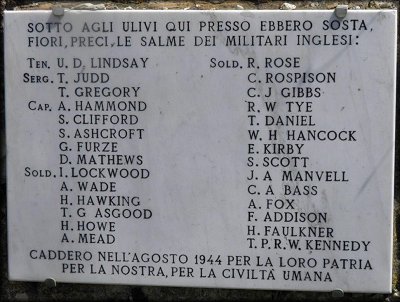 SOTTO AGLI ULIVI QUI PRESSO EBBERO SOSTA,
FIORI, PRECI, LE SALME DEI MILITARI INGLESI:
TEN. U. D. LINDSAY
SERG. T. JUDD
T. GREGORY
CAP. A. HAMMOND
S. CLIFFORD
S. ASHCROFT
G. FURZE
D. MATHEWS
SOLD. I. LOCKWOOD
A. WADE
H. HAWKING
T. G ASGOOD
H. HOWE
A. MEAD
SOLD. R. ROSE
C. ROSPISON
C. J GIBBS
R. W TYE
T. DANIEL
W. H HANCOCK
E. KIRBY
S. SCOTT
J. A MANVELL
C. A BASS
A. FOX
F. ADDISON
H. FAULKNER
T. P. R. W. KENNEDY
CADDERO NELL'AGOSTO 1944 PER LA LORO PATRIA
PER LA NOSTRA, PER LA CIVILTÀ UMANA